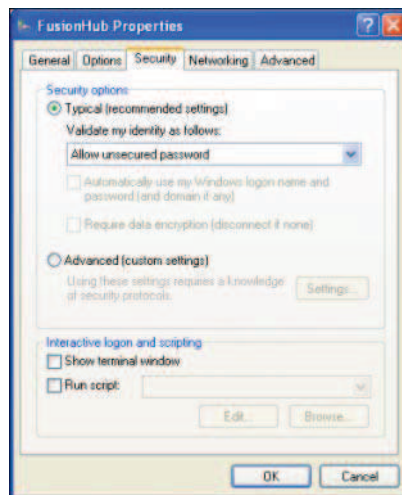 FusionHub Properties
General Options Security Networking Advanced
Security options
Typical (recommended settings)
Validate my identity as follows:
Allow unsecured password
Automatically use my Windows logon name and
password (and domain if any)
Require data encryption (disconnect if none)
Advanced (custom settings)
Using these settings requires a knowledge
of security protocols.
Settings...
Interactive logon and scripting
Show terminal window
Run script:
Edit...
Browse...
OK
Cancel